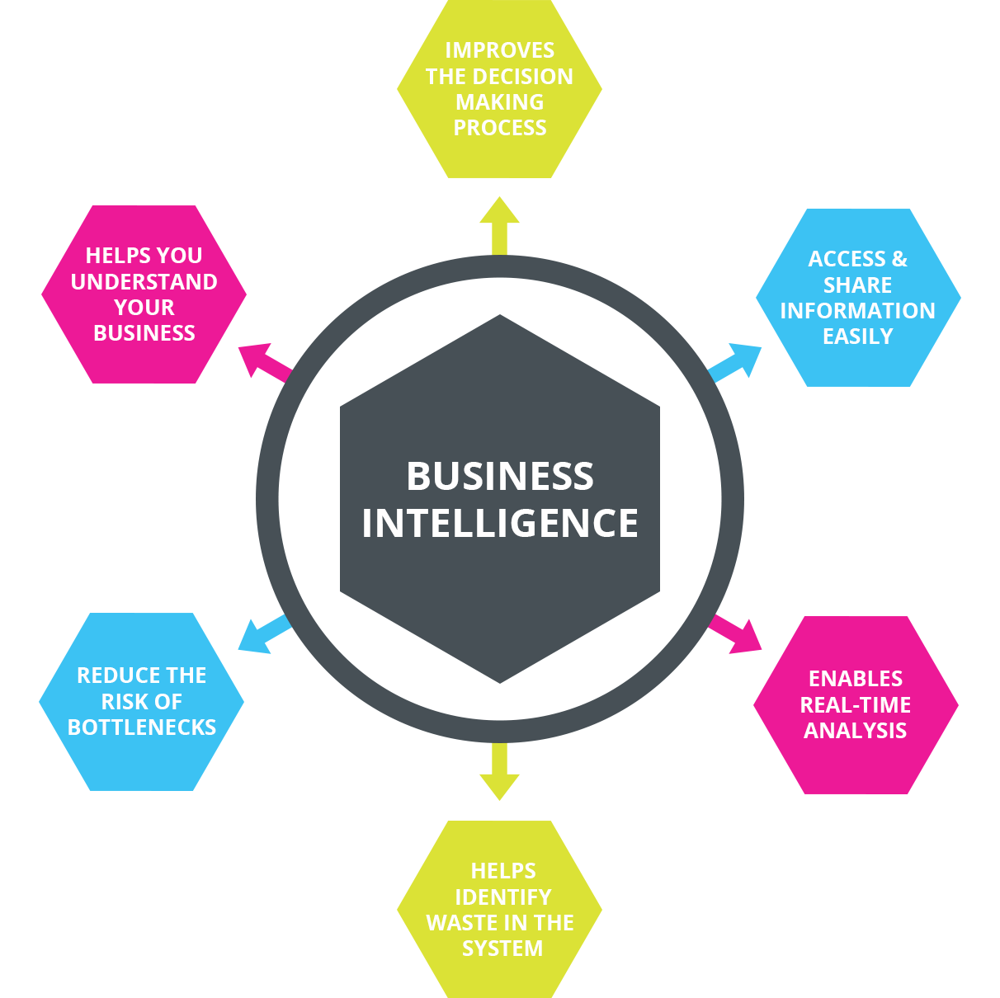 IMPROVES
THE DECISION
MAKING
PROCESS
HELPS YOU
UNDERSTAND
YOUR
BUSINESS
ACCESS &
SHARE
INFORMATION
EASILY
BUSINESS
INTELLIGENCE
REDUCE THE
RISK OF
BOTTLENECKS
ENABLES
REAL-TIME
ANALYSIS
HELPS
IDENTIFY
WASTE IN THE
SYSTEM